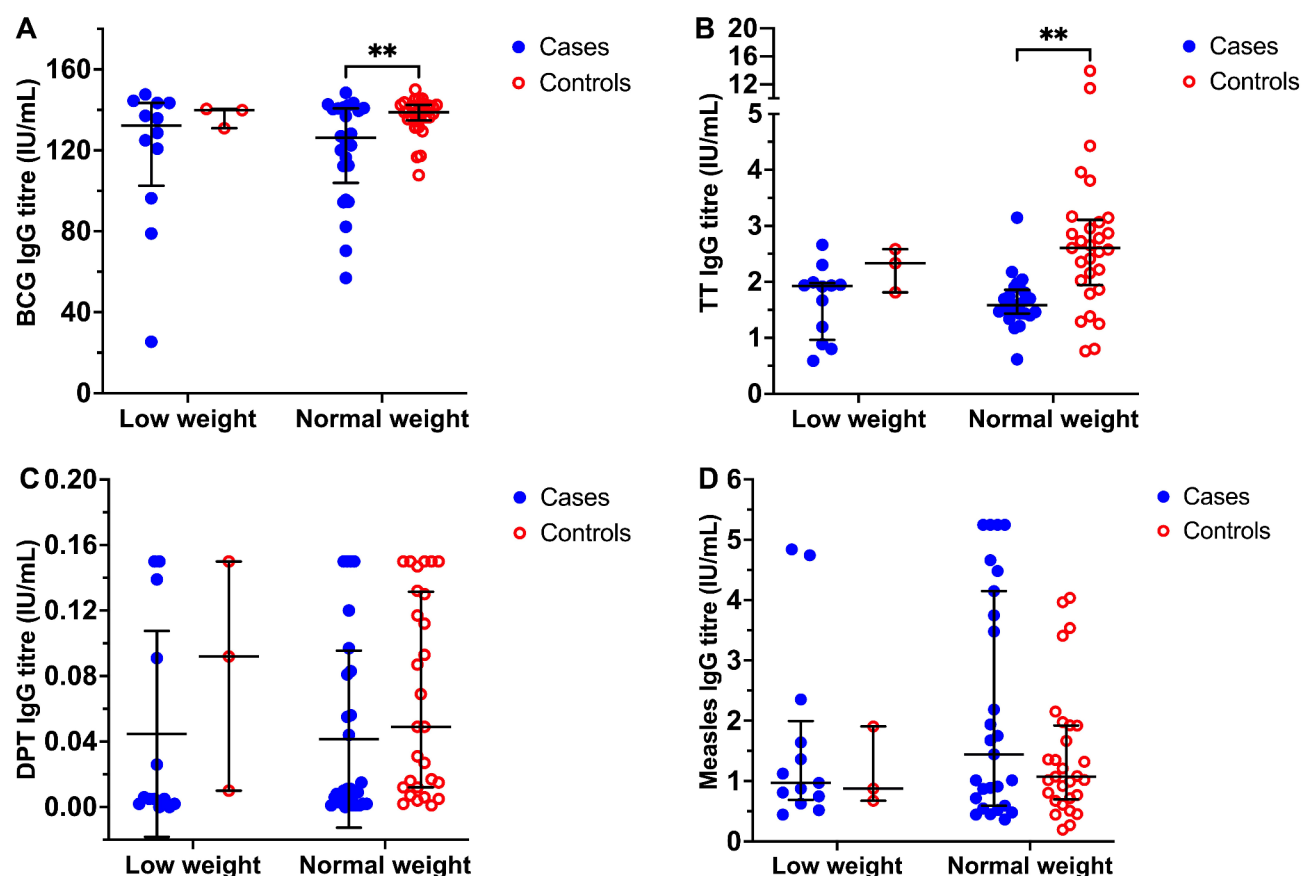 A
BCG IgG titre (IU/mL)
160
120
80
40
0
**
Cases
Controls
Low weight
Normal weight
B
TT IgG titre (IU/mL)
20
16
12
5
4
3
2
1
0
**
Cases
Controls
Low weight
Normal weight
C
DPT IgG titre (IU/mL)
0.20
0.16
0.12
0.08
0.04
0.00
Cases
Controls
Low weight
Normal weight
D
Measles IgG titre (IU/mL)
6
5
4
3
2
1
0
Cases
Controls
Low weight
Normal weight